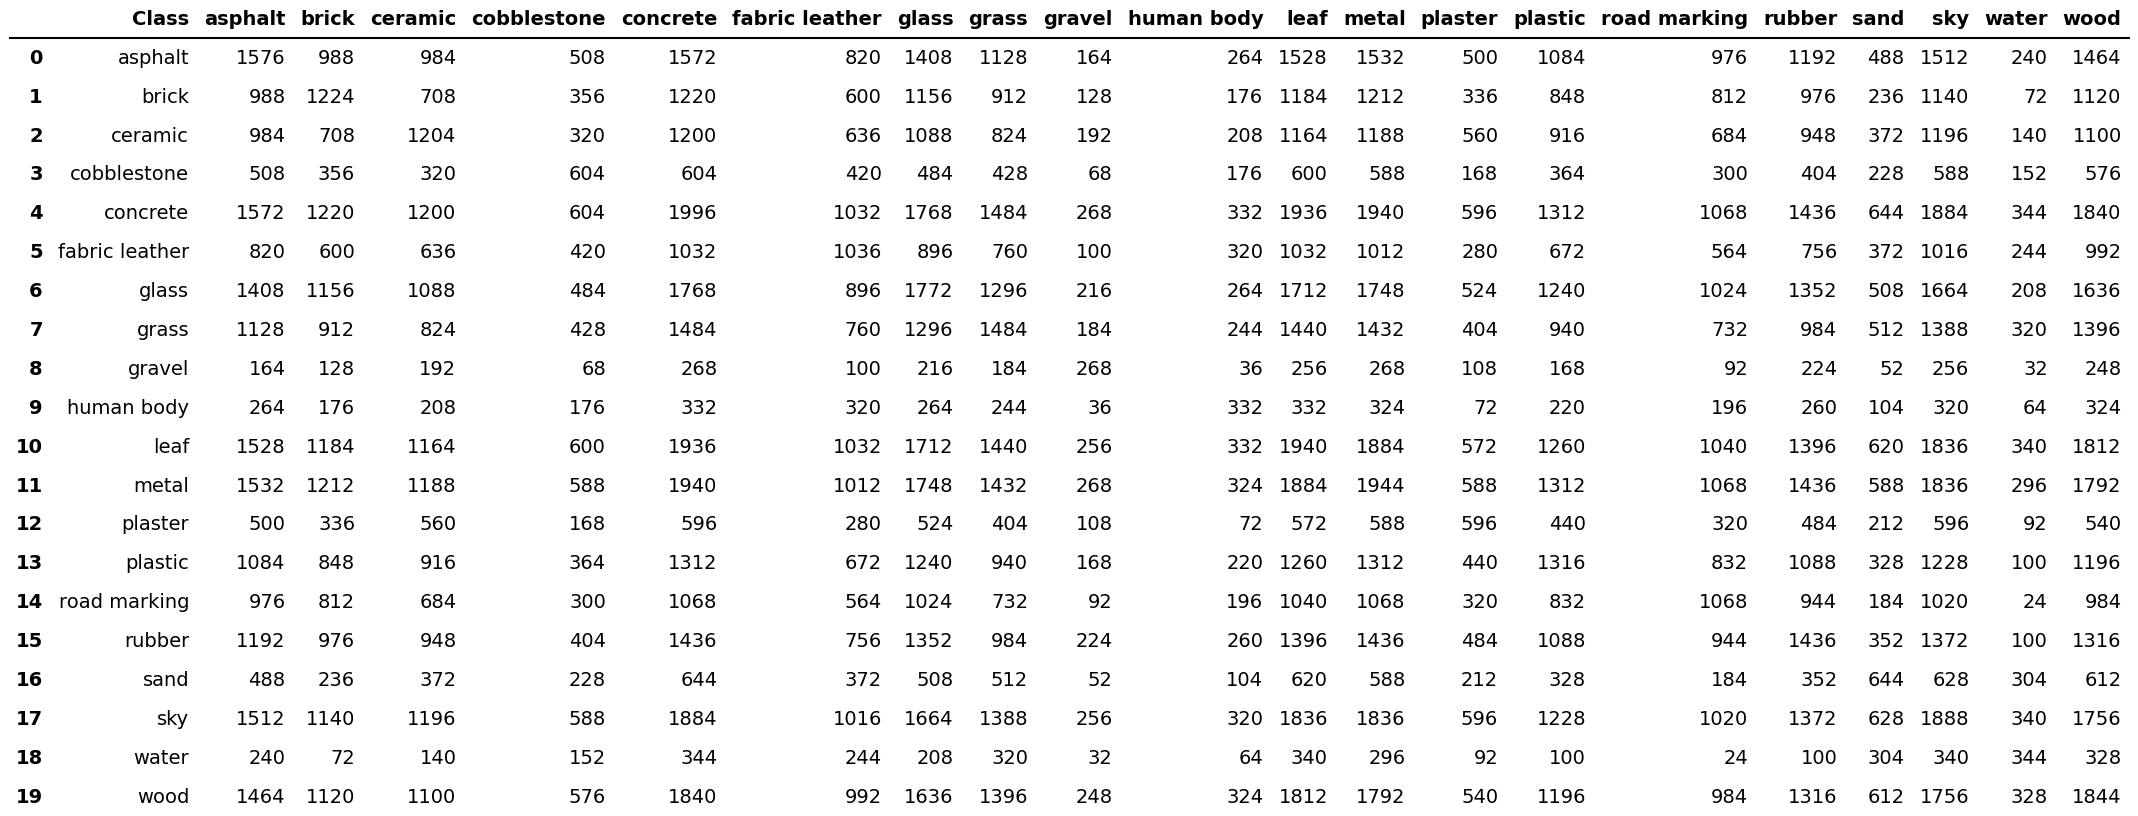 Class asphalt brick ceramic cobblestone concrete fabric leather glass grass gravel human body leaf metal plaster plastic road marking rubber sand sky water wood
0 asphalt 1576 988 984 508 1572 820 1408 1128 164 264 1528 1532 500 1084 976 1192 488 1512 240 1464
1 brick 988 1224 708 356 1220 600 1156 912 128 176 1184 1212 336 848 812 976 236 1140 72 1120
2 ceramic 984 708 1204 320 1200 636 1088 824 192 208 1164 1188 560 916 684 948 372 1196 140 1100
3 cobblestone 508 356 320 604 604 420 484 428 68 176 600 588 168 364 300 404 228 588 152 576
4 concrete 1572 1220 1200 604 1996 1032 1768 1484 268 332 1936 1940 596 1312 1068 1436 644 1884 344 1840
5 fabric leather 820 600 636 420 1032 1036 896 760 100 320 1032 1012 280 672 564 756 372 1016 244 992
6 glass 1408 1156 1088 484 1768 896 1772 1296 216 264 1712 1748 524 1240 1024 1352 508 1664 208 1636
7 grass 1128 912 824 428 1484 760 1296 1484 184 244 1440 1432 404 940 732 984 512 1388 320 1396
8 gravel 164 128 192 68 268 100 216 184 268 36 256 268 108 168 92 224 52 256 32 248
9 human body 264 176 208 176 332 320 264 244 36 332 332 324 72 220 196 260 104 320 64 324
10 leaf 1528 1184 1164 600 1936 1032 1712 1440 256 332 1940 1884 572 1260 1040 1396 620 1836 340 1812
11 metal 1532 1212 1188 588 1940 1012 1748 1432 268 324 1884 1944 588 1312 1068 1436 588 1836 296 1792
12 plaster 500 336 560 168 596 280 524 404 108 72 572 588 596 440 320 484 212 596 92 540
13 plastic 1084 848 916 364 1312 672 1240 940 168 220 1260 1312 440 1316 832 1088 328 1228 100 1196
14 road marking 976 812 684 300 1068 564 1024 732 92 196 1040 1068 320 832 1068 944 184 1020 24 984
15 rubber 1192 976 948 404 1436 756 1352 984 224 260 1396 1436 484 1088 944 1436 352 1372 100 1316
16 sand 488 236 372 228 644 372 508 512 52 104 620 588 212 328 184 352 644 628 304 612
17 sky 1512 1140 1196 588 1884 1016 1664 1388 256 320 1836 1836 596 1228 1020 1372 628 1888 340 1756
18 water 240 72 140 152 344 244 208 320 32 64 340 296 92 100 24 100 304 340 344 328
19 wood 1464 1120 1100 576 1840 992 1636 1396 248 324 1812 1792 540 1196 984 1316 612 1756 328 1844